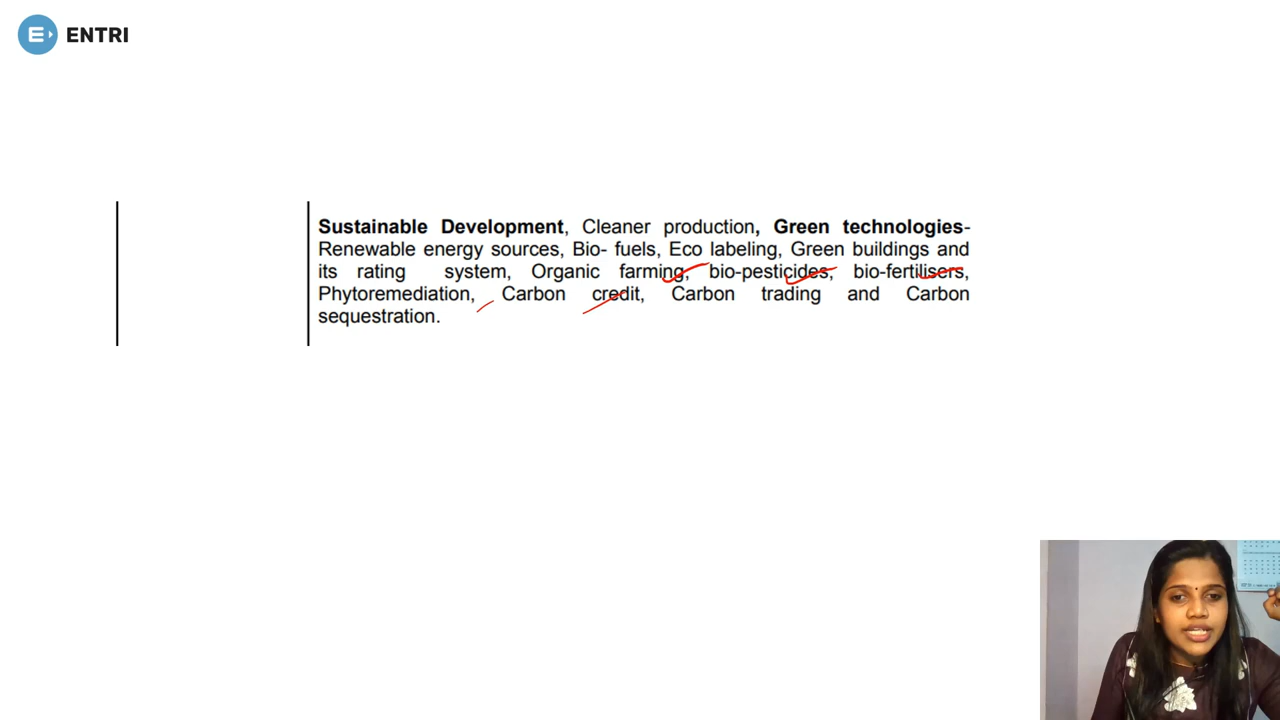 ENTRI
Sustainable Development, Cleaner production, Green technologies-
Renewable energy sources, Bio- fuels, Eco labeling, Green buildings and
its rating system, Organic farming, bio-pesticides, bio-fertilisers,
Phytoremediation, Carbon credit, Carbon trading and Carbon
sequestration.